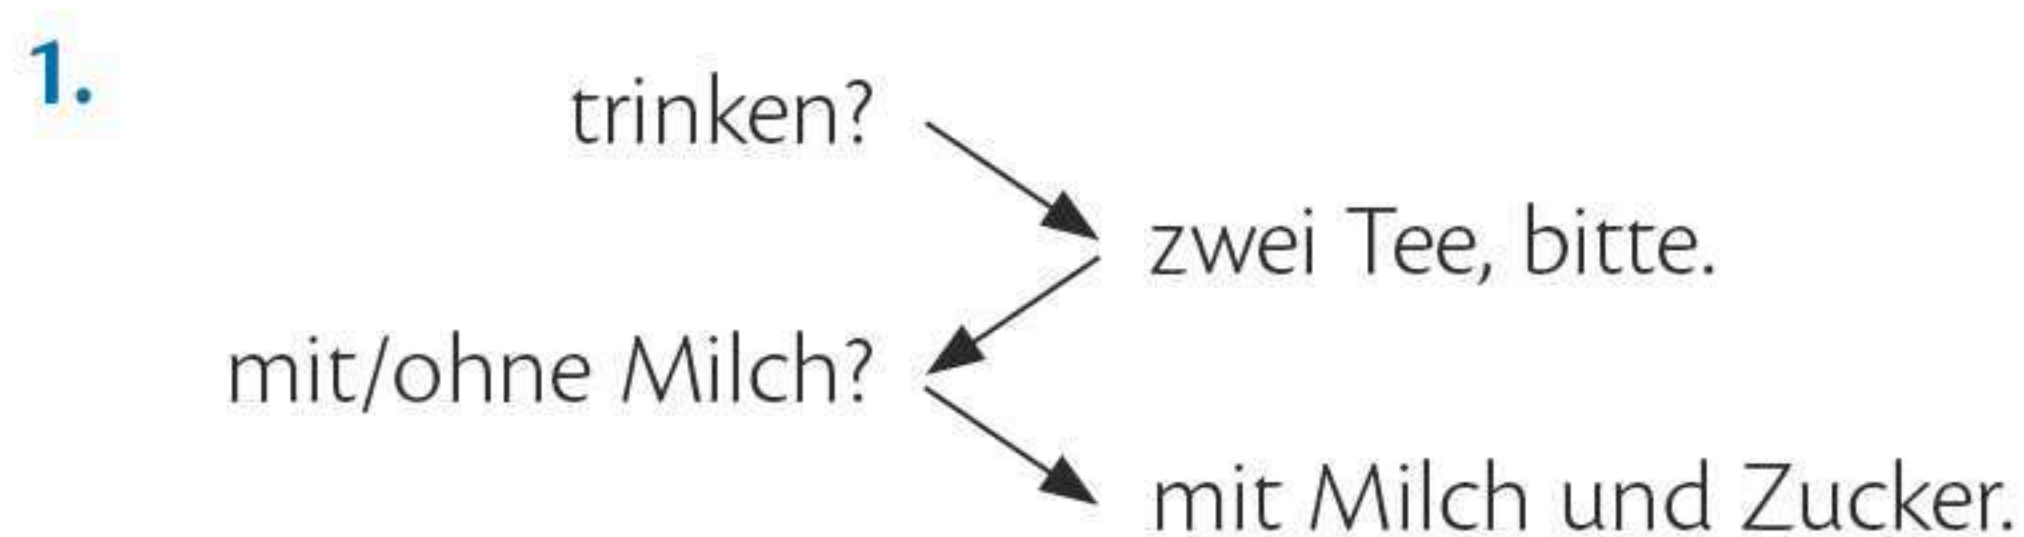 1.
trinken?
zwei Tee, bitte.
mit/ohne Milch?
mit Milch und Zucker.